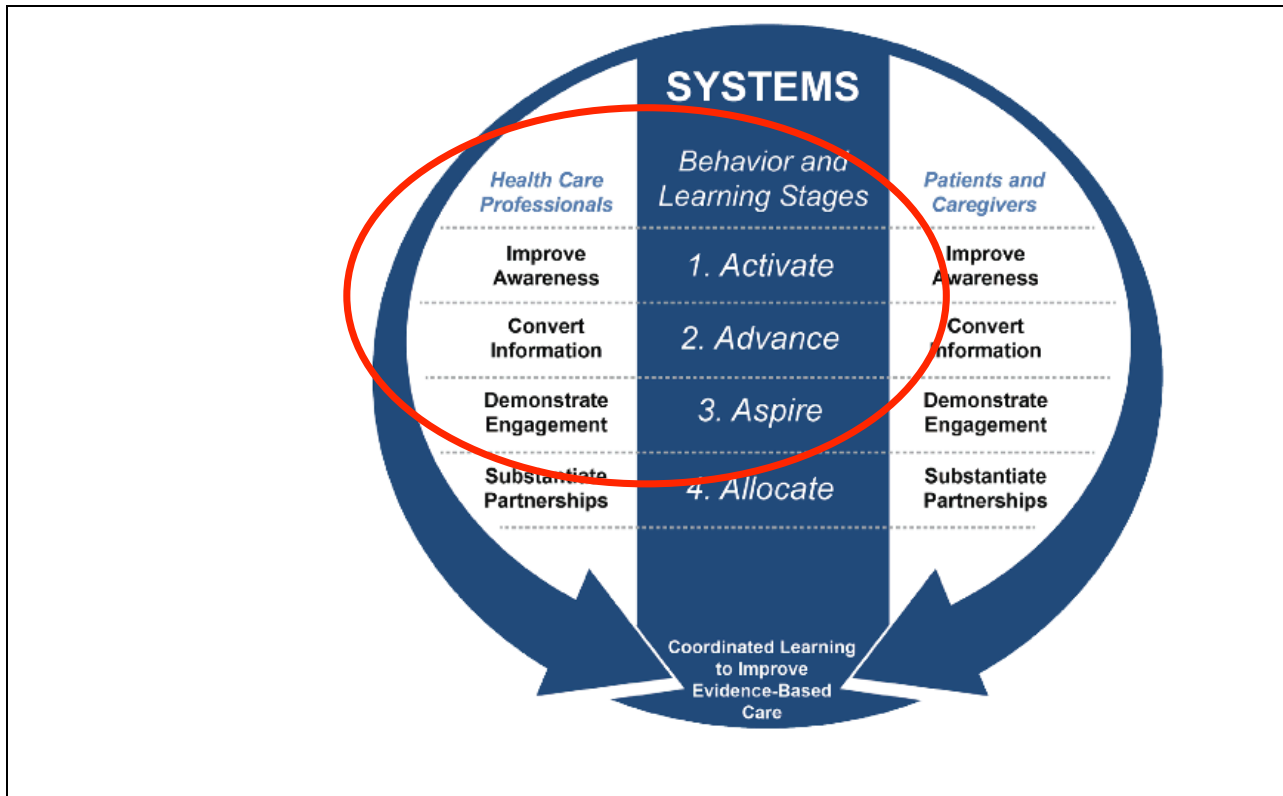 SYSTEMS
Health Care
Professionals
Behavior and
Learning Stages
Patients and
Caregivers
Improve
Awareness
1. Activate
Improve
Awareness
Convert
Information
2. Advance
Convert
Information
Demonstrate
Engagement
3. Aspire
Demonstrate
Engagement
Substantiate
Partnerships
4. Allocate
Substantiate
Partnerships
Coordinated Learning
to Improve
Evidence-Based
Care